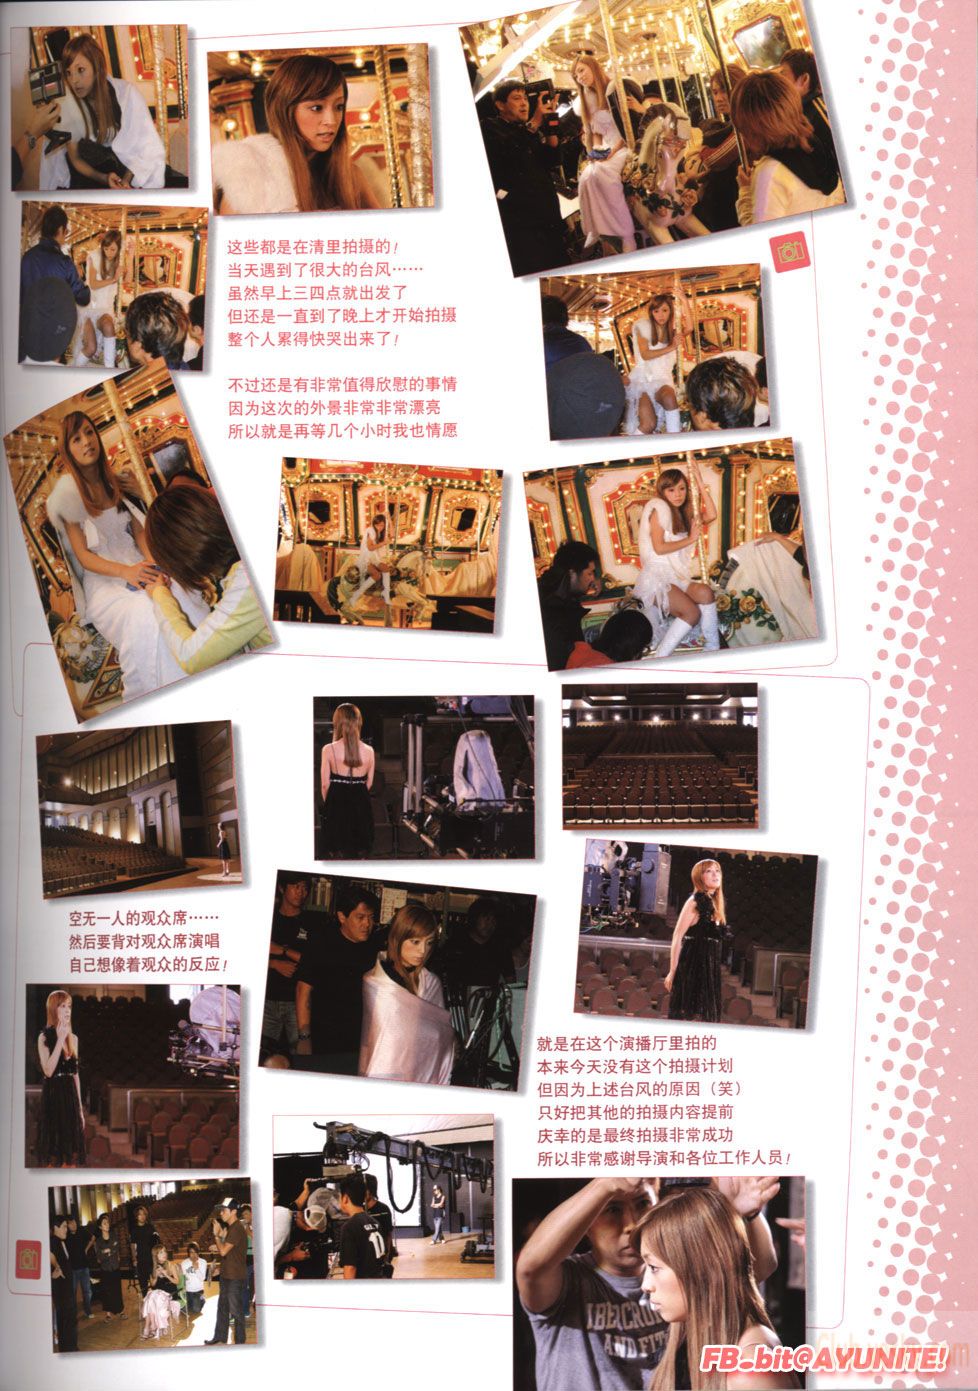 这些都是在清里拍摄的！
当天遇到了很大的台风……
虽然早上三四点就出发了
但还是一直到了晚上才开始拍摄
整个人累得快哭出来了！
不过还是有非常值得欣慰的事情
因为这次的外景非常非常漂亮
所以就是再等几个小时我也情愿
空无一人的观众席……
然后要背对观众席演唱
自己想像着观众的反应！
就是在这个演播厅里拍的
本来今天没有这个拍摄计划
但因为上述台风的原因（笑）
只好把其他的拍摄内容提前
庆幸的是最终拍摄非常成功
所以非常感谢导演和各位工作人员！
11
IBERCROM
AND FIT
FB.bit@AYUNITE!